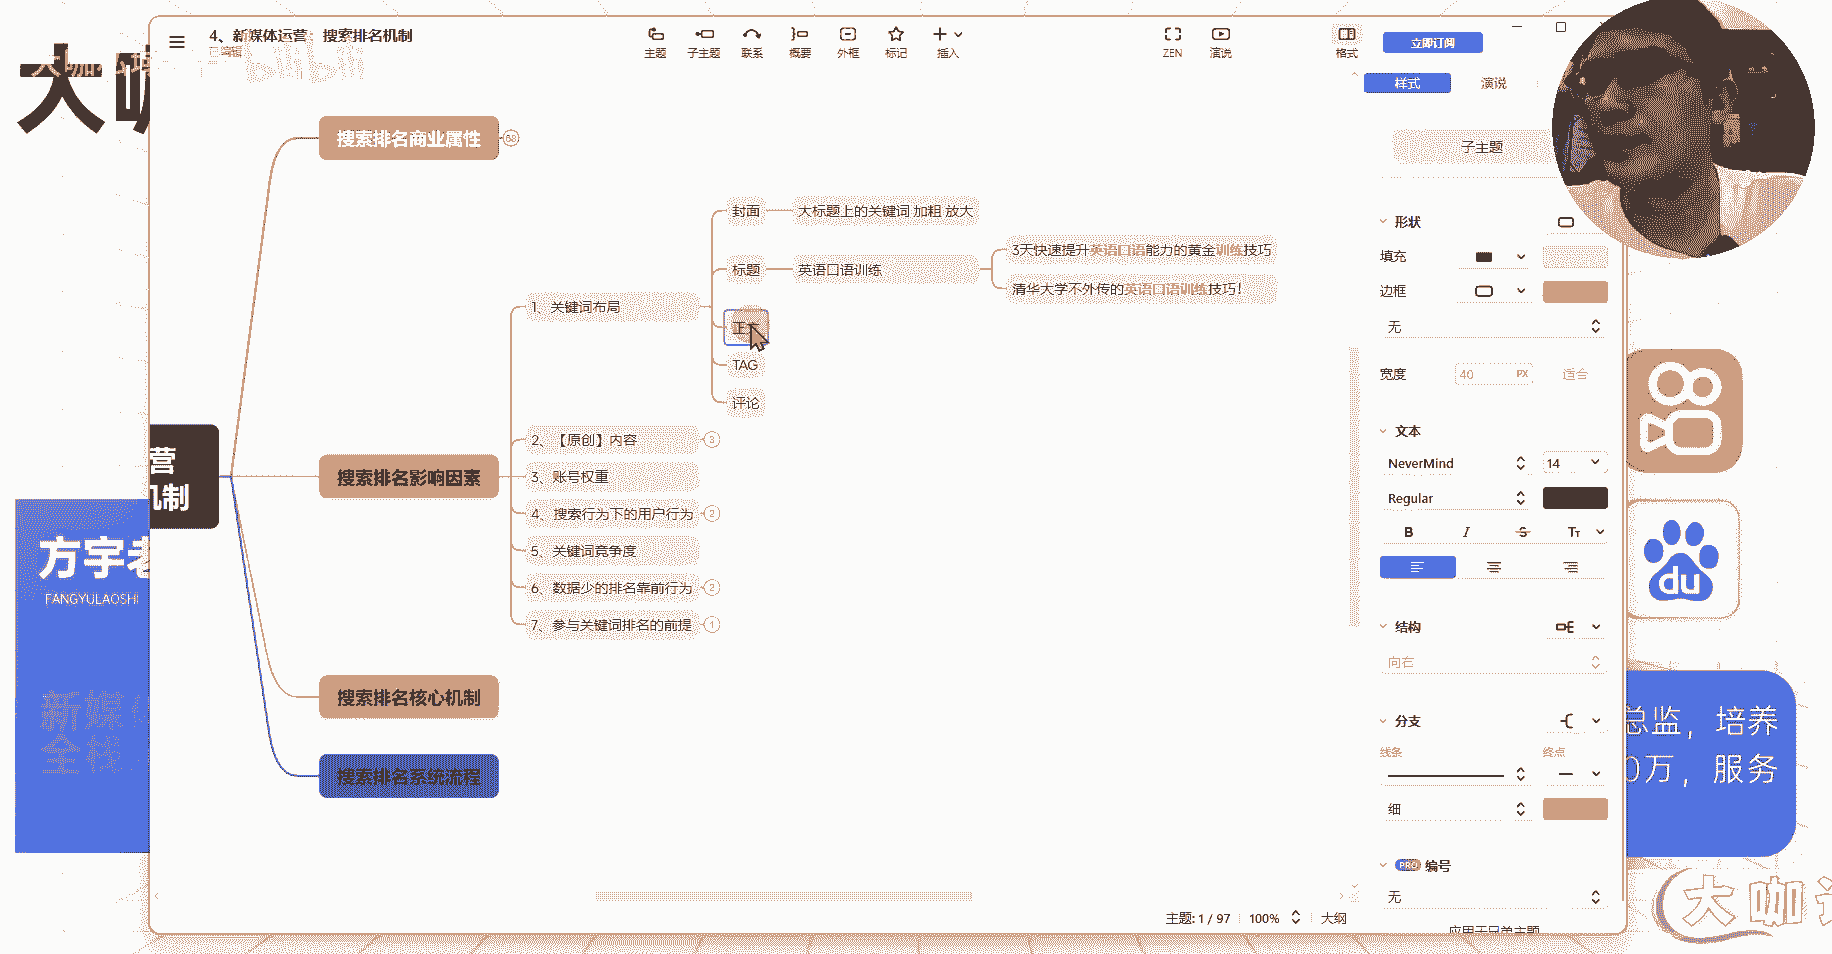 4、新媒体运营：搜索排名机制
已编辑
bilibili
主题
子主题
联系
概要
外框
标记
插入
ZEN
演说
格式
立即订阅
样式
演说
子主题
形状
填充
边框
无
宽度
40
PX
适合
文本
NeverMind
14
Regular
B
I
S
TT
结构
向右
分支
线条
终点
细
PRO 编号
无
应用于兄弟主题
搜索排名商业属性
68
封面
大标题上的关键词 加粗 放大
标题
英语口语训练
3天快速提升英语口语能力的黄金训练技巧
清华大学不外传的英语口语训练技巧！
1、关键词布局
TAG
评论
搜索排名影响因素
2、【原创】内容
3
3、账号权重
4、搜索行为下的用户行为
2
5、关键词竞争度
6、数据少的排名靠前行为
2
7、参与关键词排名的前提
1
营
机制
搜索排名核心机制
搜索排名系统流程
主题: 1 / 97
100%
大纲
大咖
方宇老
FANGYULAOSHI
新媒体
全栈
du
总监，培养
0万，服务
大咖